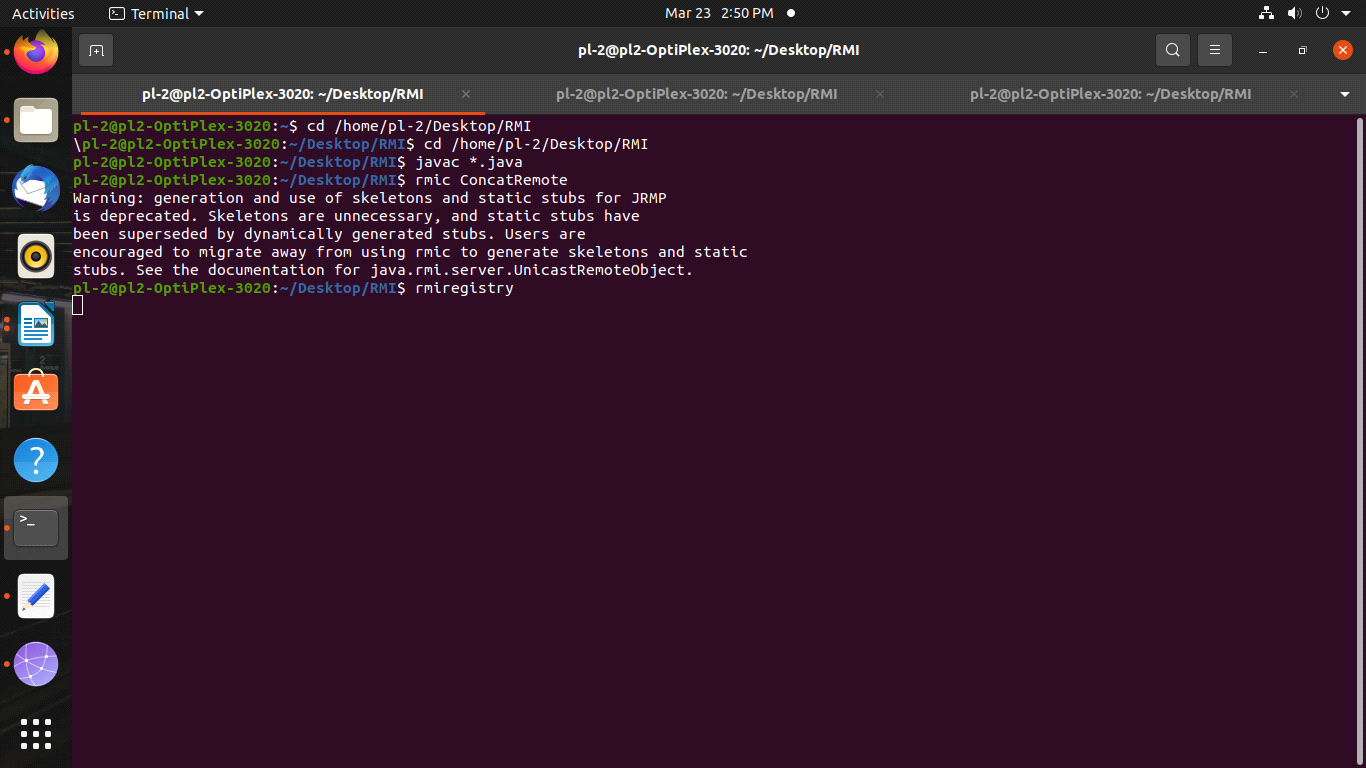 Activities Terminal Mar 23 2:50 PM
pl-2@pl2-OptiPlex-3020: ~/Desktop/RMI
pl-2@pl2-OptiPlex-3020: ~/Desktop/RMI × pl-2@pl2-OptiPlex-3020: ~/Desktop/RMI × pl-2@pl2-OptiPlex-3020: ~/Desktop/RMI ×
pl-2@pl2-OptiPlex-3020:~$ cd /home/pl-2/Desktop/RMI
\pl-2@pl2-OptiPlex-3020:~/Desktop/RMI$ cd /home/pl-2/Desktop/RMI
pl-2@pl2-OptiPlex-3020:~/Desktop/RMI$ javac *.java
pl-2@pl2-OptiPlex-3020:~/Desktop/RMI$ rmic ConcatRemote
Warning: generation and use of skeletons and static stubs for JRMP
is deprecated. Skeletons are unnecessary, and static stubs have
been superseded by dynamically generated stubs. Users are
encouraged to migrate away from using rmic to generate skeletons and static
stubs. See the documentation for java.rmi.server.UnicastRemoteObject.
pl-2@pl2-OptiPlex-3020:~/Desktop/RMI$ rmiregistry